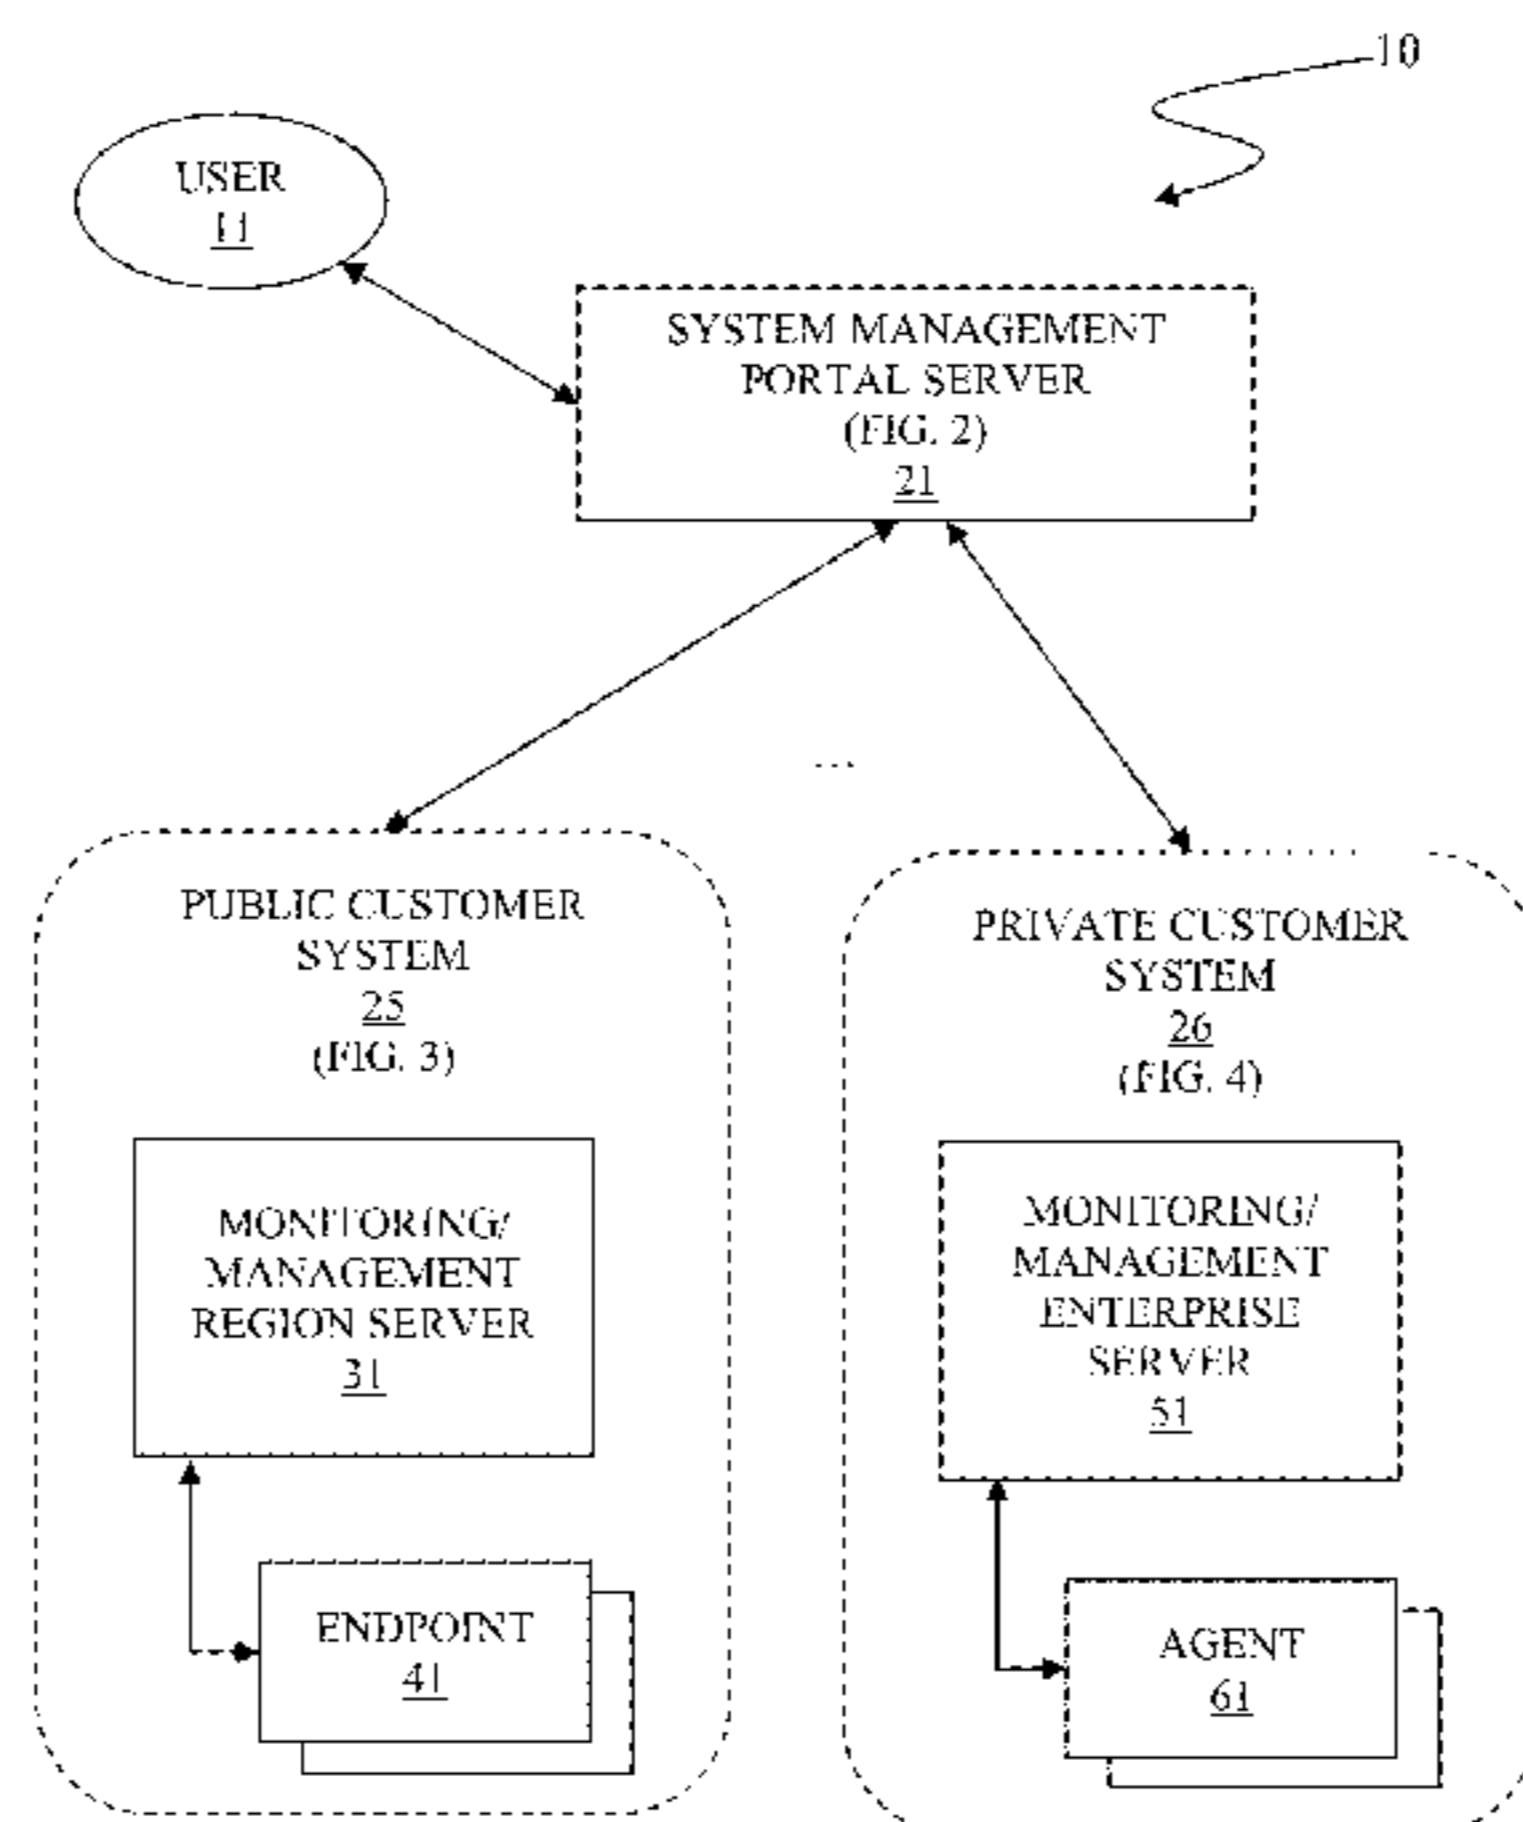 10
USER
11
SYSTEM MANAGEMENT
PORTAL SERVER
(FIG. 2)
21
...
PUBLIC CUSTOMER
SYSTEM
25
(FIG. 3)
MONITORING/
MANAGEMENT
REGION SERVER
31
ENDPOINT
41
PRIVATE CUSTOMER
SYSTEM
26
(FIG. 4)
MONITORING/
MANAGEMENT
ENTERPRISE
SERVER
51
AGENT
61